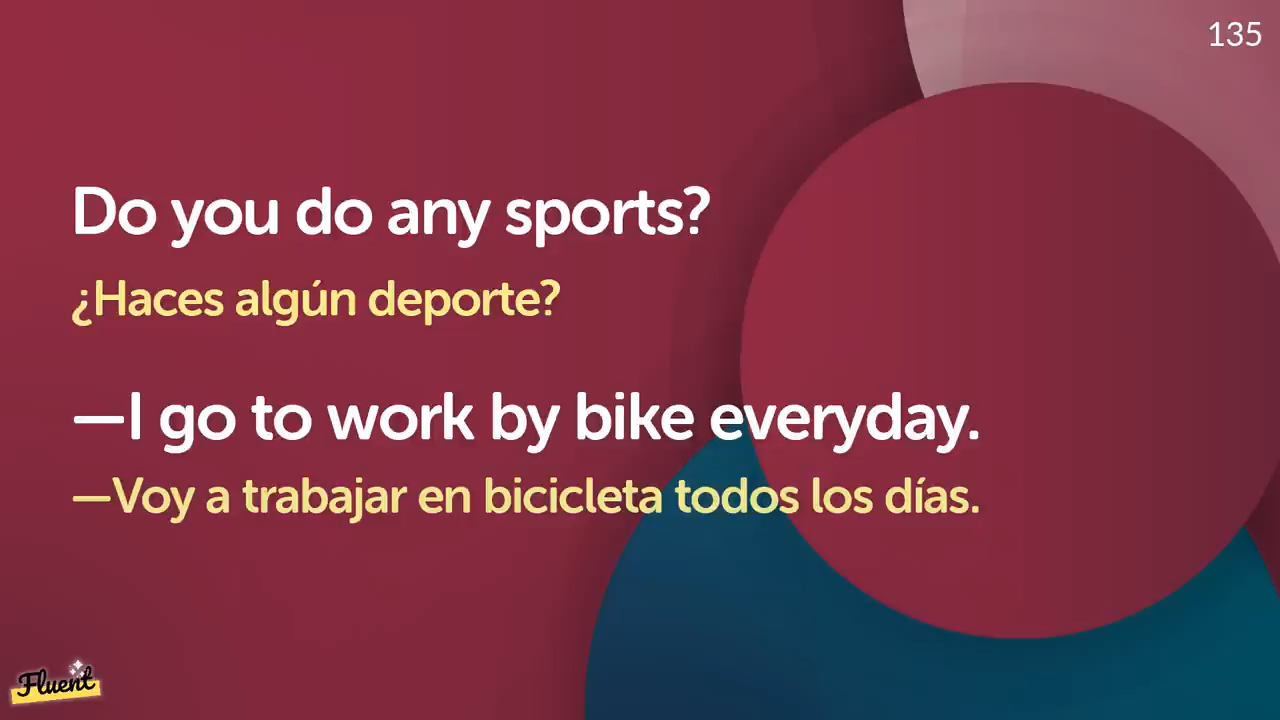 135
Do you do any sports?
¿Haces algún deporte?
—I go to work by bike everyday.
—Voy a trabajar en bicicleta todos los días.
Fluent